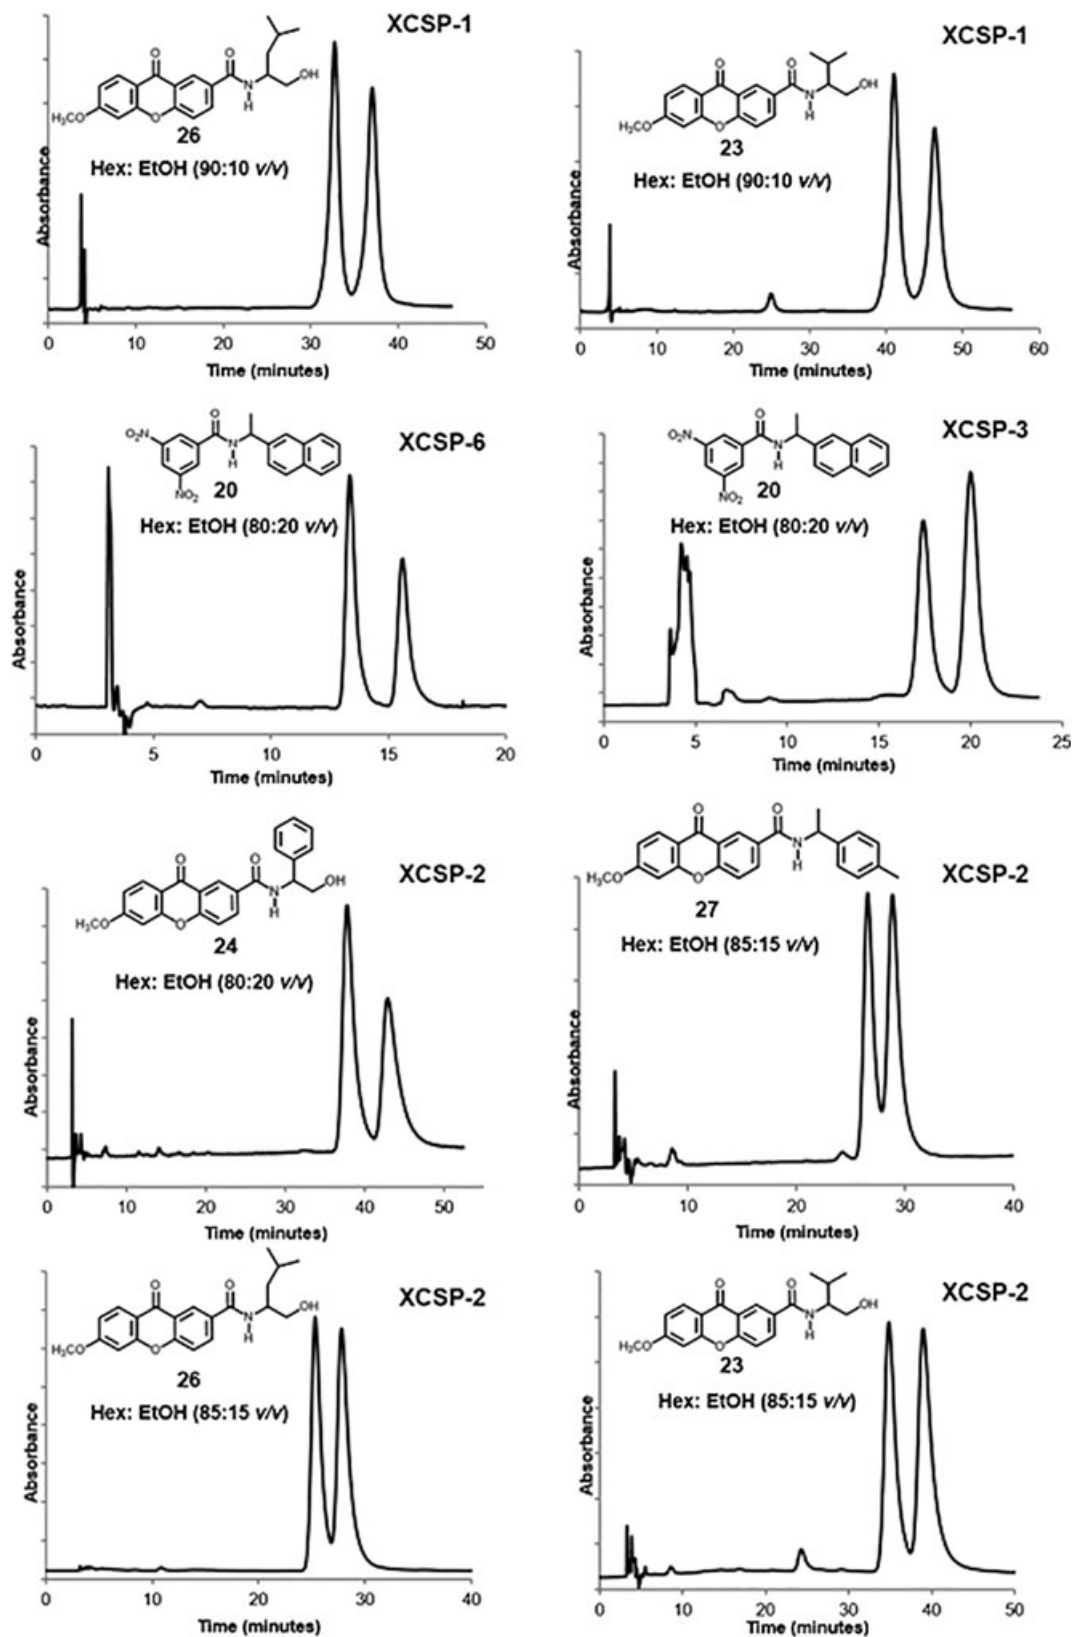 XCSP-1
O
O
N
H
OH
H₃CO
O
26
Hex: EtOH (90:10 v/v)
Absorbance
0 10 20 30 40 50
Time (minutes)
XCSP-1
O
O
N
H
OH
H₃CO
O
23
Hex: EtOH (90:10 v/v)
Absorbance
0 10 20 30 40 50 60
Time (minutes)
XCSP-6
O₂N
O
N
H
NO₂
20
Hex: EtOH (80:20 v/v)
Absorbance
0 5 10 15 20
Time (minutes)
XCSP-3
O₂N
O
N
H
NO₂
20
Hex: EtOH (80:20 v/v)
Absorbance
0 5 10 15 20 25
Time (minutes)
XCSP-2
O
O
N
H
OH
H₃CO
O
24
Hex: EtOH (80:20 v/v)
Absorbance
0 10 20 30 40 50
Time (minutes)
XCSP-2
O
O
N
H
H₃CO
O
27
Hex: EtOH (85:15 v/v)
Absorbance
0 10 20 30 40
Time (minutes)
XCSP-2
O
O
N
H
OH
H₃CO
O
26
Hex: EtOH (85:15 v/v)
Absorbance
0 10 20 30 40
Time (minutes)
XCSP-2
O
O
N
H
OH
H₃CO
O
23
Hex: EtOH (85:15 v/v)
Absorbance
0 10 20 30 40 50
Time (minutes)